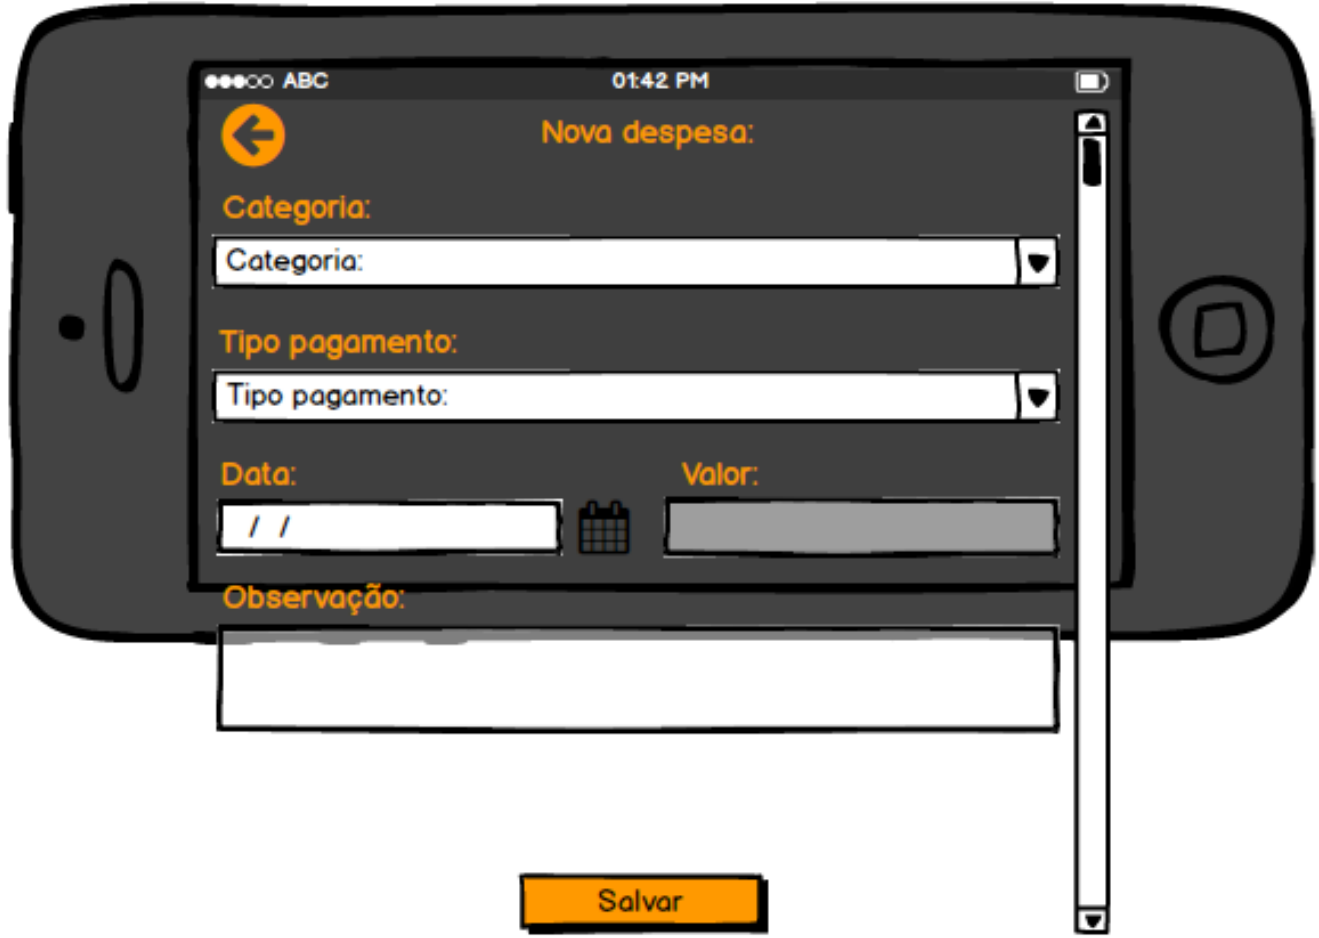 ABC 01:42 PM
Nova despesa:
Categoria:
Categoria:
Tipo pagamento:
Tipo pagamento:
Data: Valor:
/ /
Observação:
Salvar